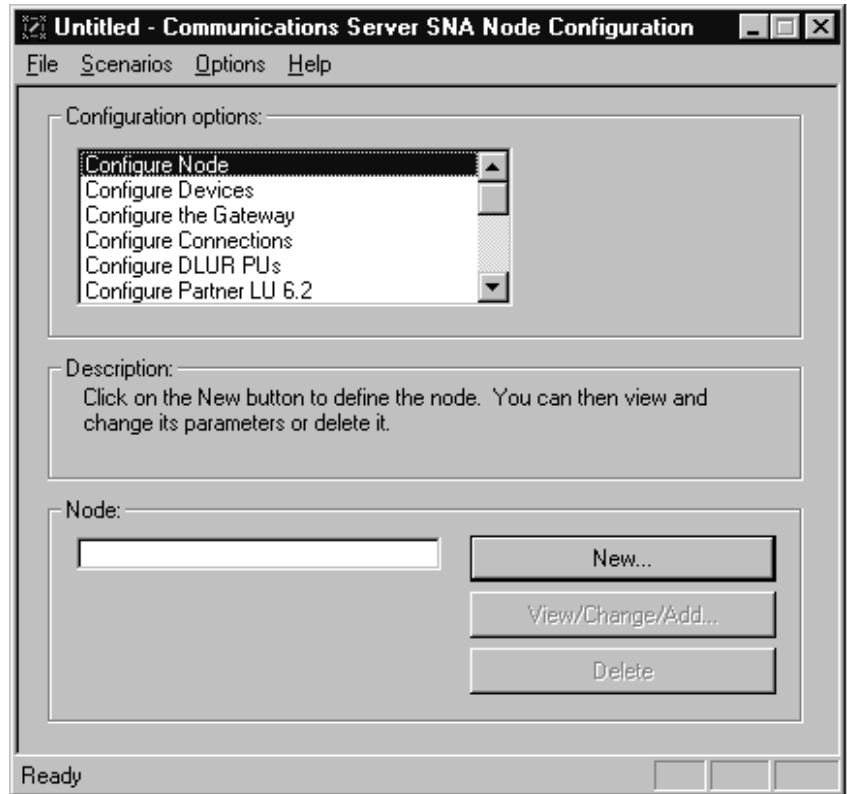 Untitled - Communications Server SNA Node Configuration
File Scenarios Options Help
Configuration options:
Configure Node
Configure Devices
Configure the Gateway
Configure Connections
Configure DLUR PUs
Configure Partner LU 6.2
Description:
Click on the New button to define the node. You can then view and
change its parameters or delete it.
Node:
New...
View/Change/Add...
Delete
Ready